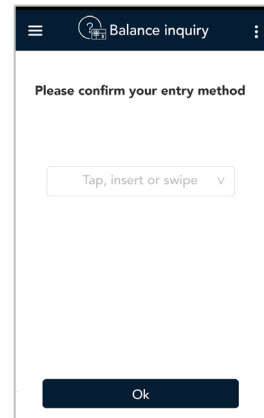 Balance inquiry
Please confirm your entry method
Tap, insert or swipe
Ok